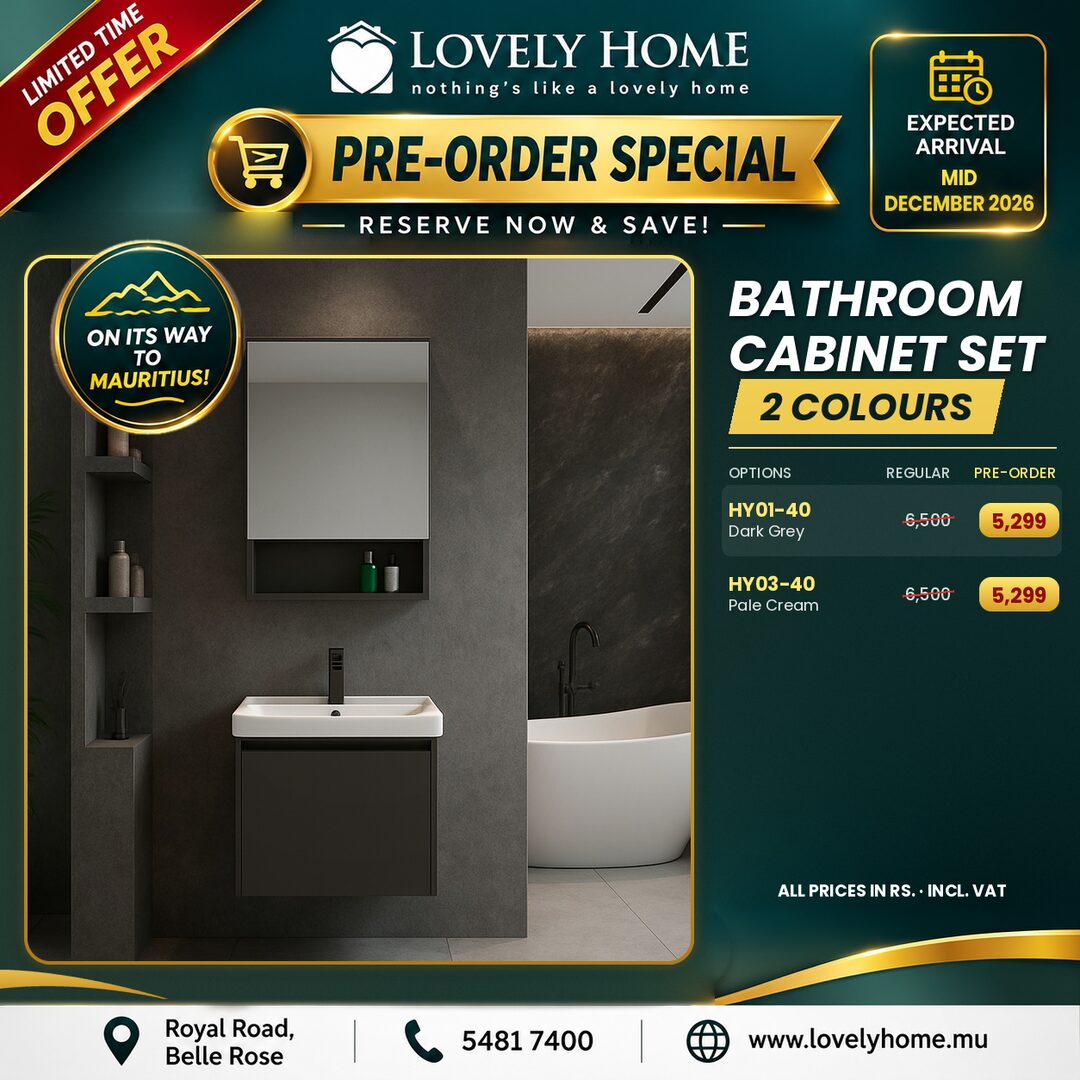 LIMITED TIME
OFFER
LOVELY HOME
nothing's like a lovely home
PRE-ORDER SPECIAL
RESERVE NOW & SAVE!
EXPECTED
ARRIVAL
MID
DECEMBER 2026
ON ITS WAY
TO
MAURITIUS!
BATHROOM
CABINET SET
2 COLOURS
OPTIONS REGULAR PRE-ORDER
HY01-40
Dark Grey
6,500 5,299
HY03-40
Pale Cream
6,500 5,299
ALL PRICES IN RS. · INCL. VAT
Royal Road,
Belle Rose
5481 7400
www.lovelyhome.mu